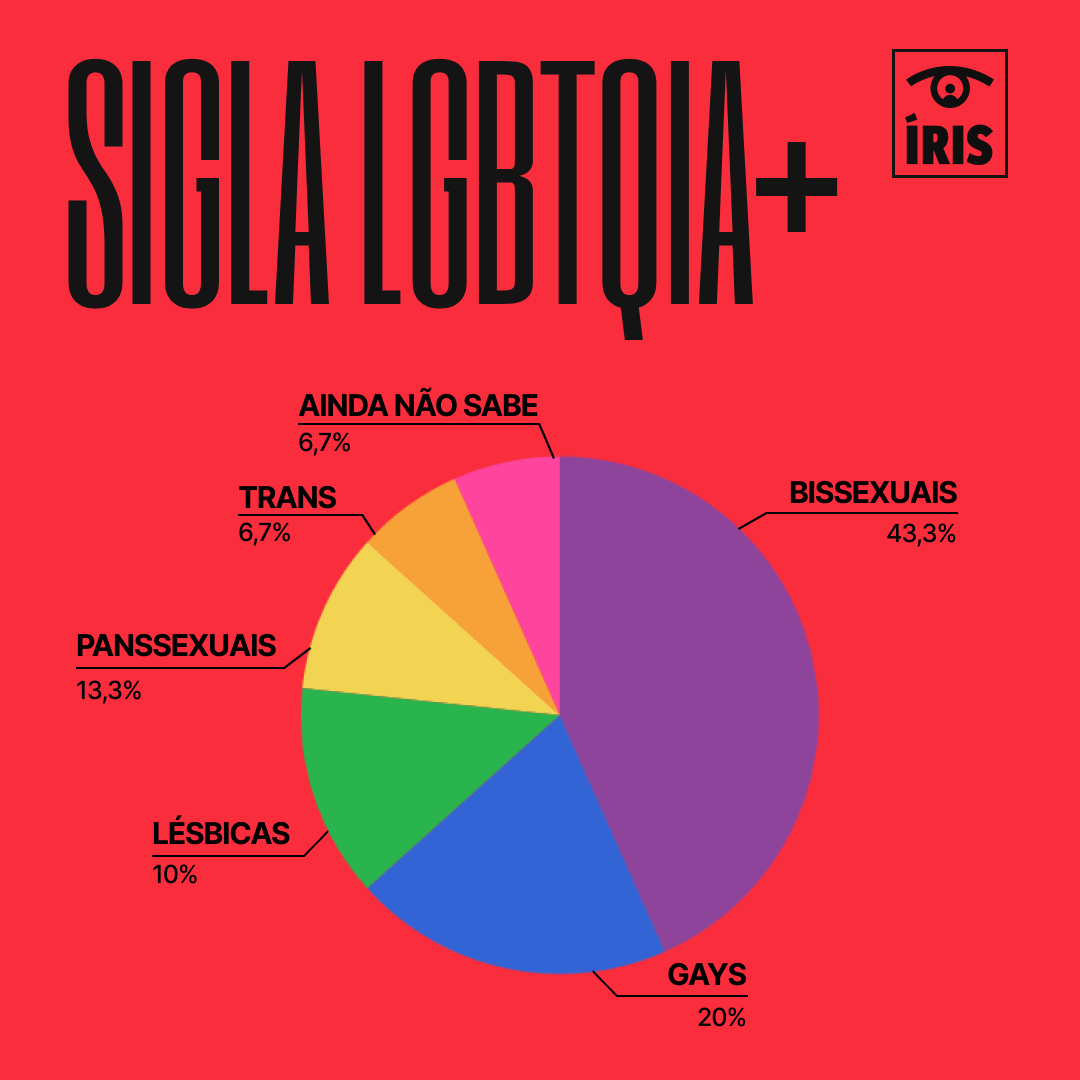 SIGLA LGBTQIA+
ÍRIS
AINDA NÃO SABE
6,7%
TRANS
6,7%
BISSEXUAIS
43,3%
PANSSEXUAIS
13,3%
LÉSBICAS
10%
GAYS
20%